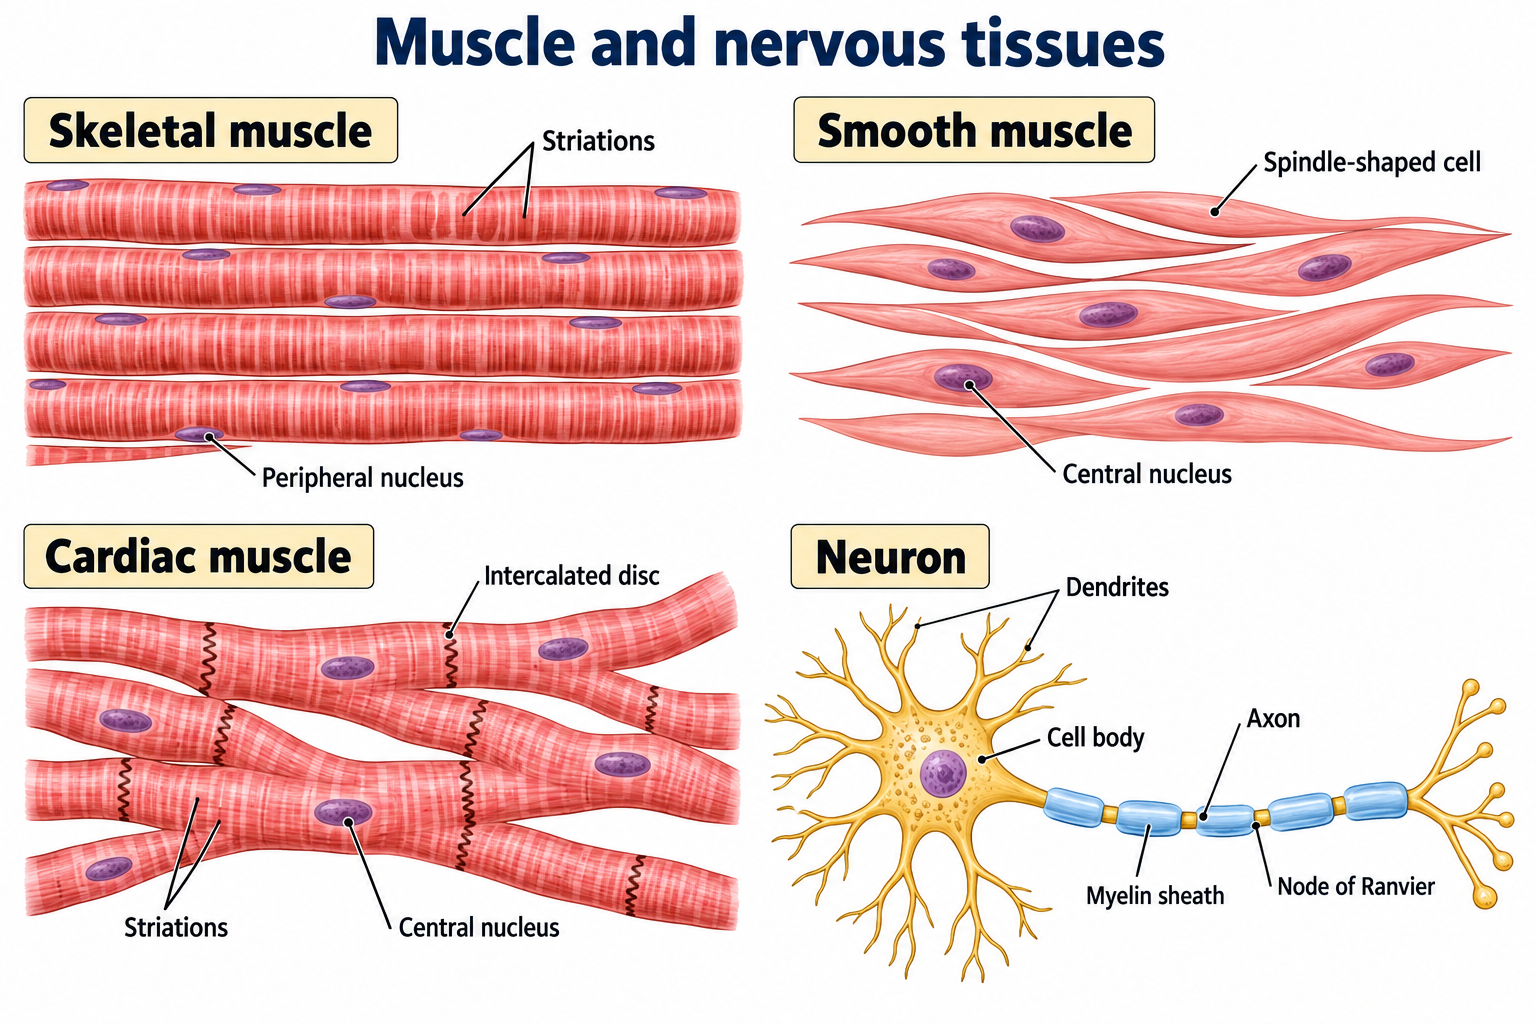 Muscle and nervous tissues
Skeletal muscle
Striations
Peripheral nucleus
Smooth muscle
Spindle-shaped cell
Central nucleus
Cardiac muscle
Intercalated disc
Striations
Central nucleus
Neuron
Dendrites
Cell body
Axon
Myelin sheath
Node of Ranvier